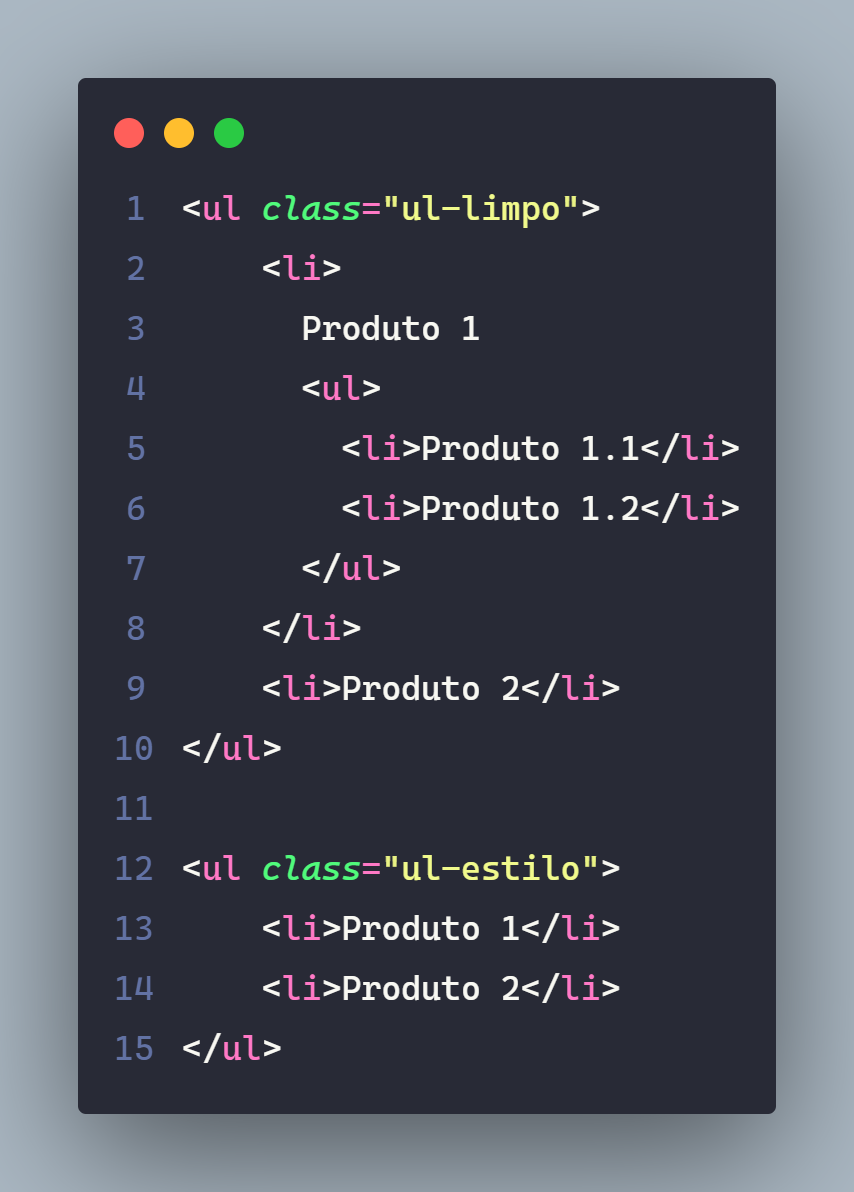 1 <ul class="ul-limpo">
2     <li>
3       Produto 1
4       <ul>
5         <li>Produto 1.1</li>
6         <li>Produto 1.2</li>
7       </ul>
8     </li>
9     <li>Produto 2</li>
10 </ul>
11
12 <ul class="ul-estilo">
13     <li>Produto 1</li>
14     <li>Produto 2</li>
15 </ul>